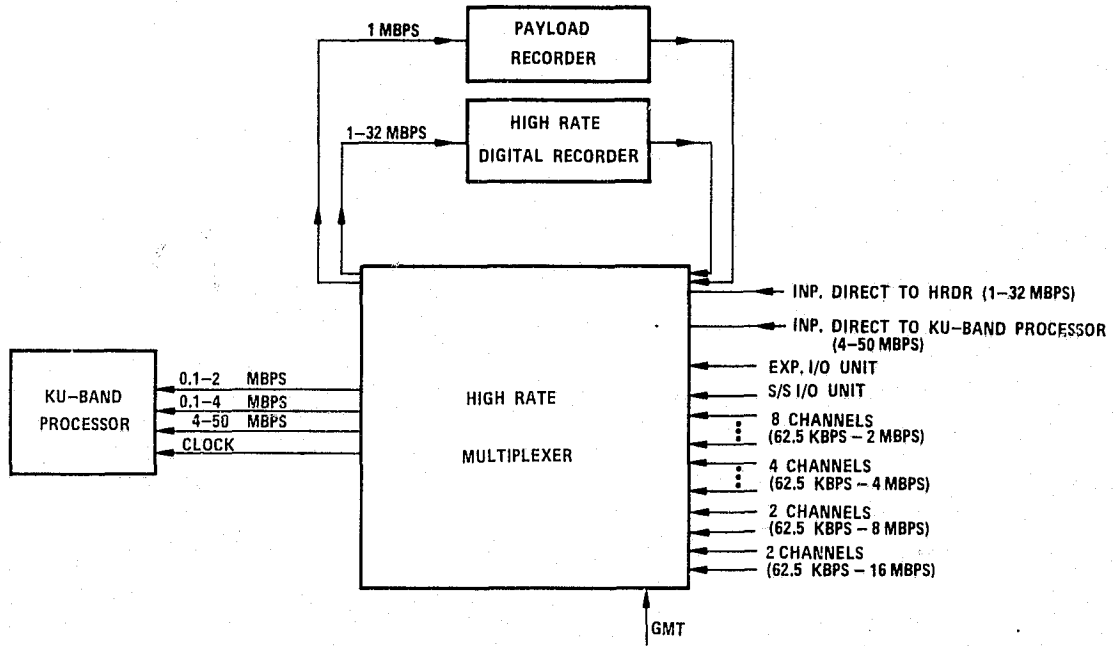 1 MBPS
PAYLOAD
RECORDER
1–32 MBPS
HIGH RATE
DIGITAL RECORDER
INP. DIRECT TO HRDR (1–32 MBPS)
INP. DIRECT TO KU-BAND PROCESSOR
(4–50 MBPS)
EXP. I/O UNIT
S/S I/O UNIT
8 CHANNELS
(62.5 KBPS – 2 MBPS)
4 CHANNELS
(62.5 KBPS – 4 MBPS)
2 CHANNELS
(62.5 KBPS – 8 MBPS)
2 CHANNELS
(62.5 KBPS – 16 MBPS)
HIGH RATE
MULTIPLEXER
KU–BAND
PROCESSOR
0.1–2 MBPS
0.1–4 MBPS
4–50 MBPS
CLOCK
GMT